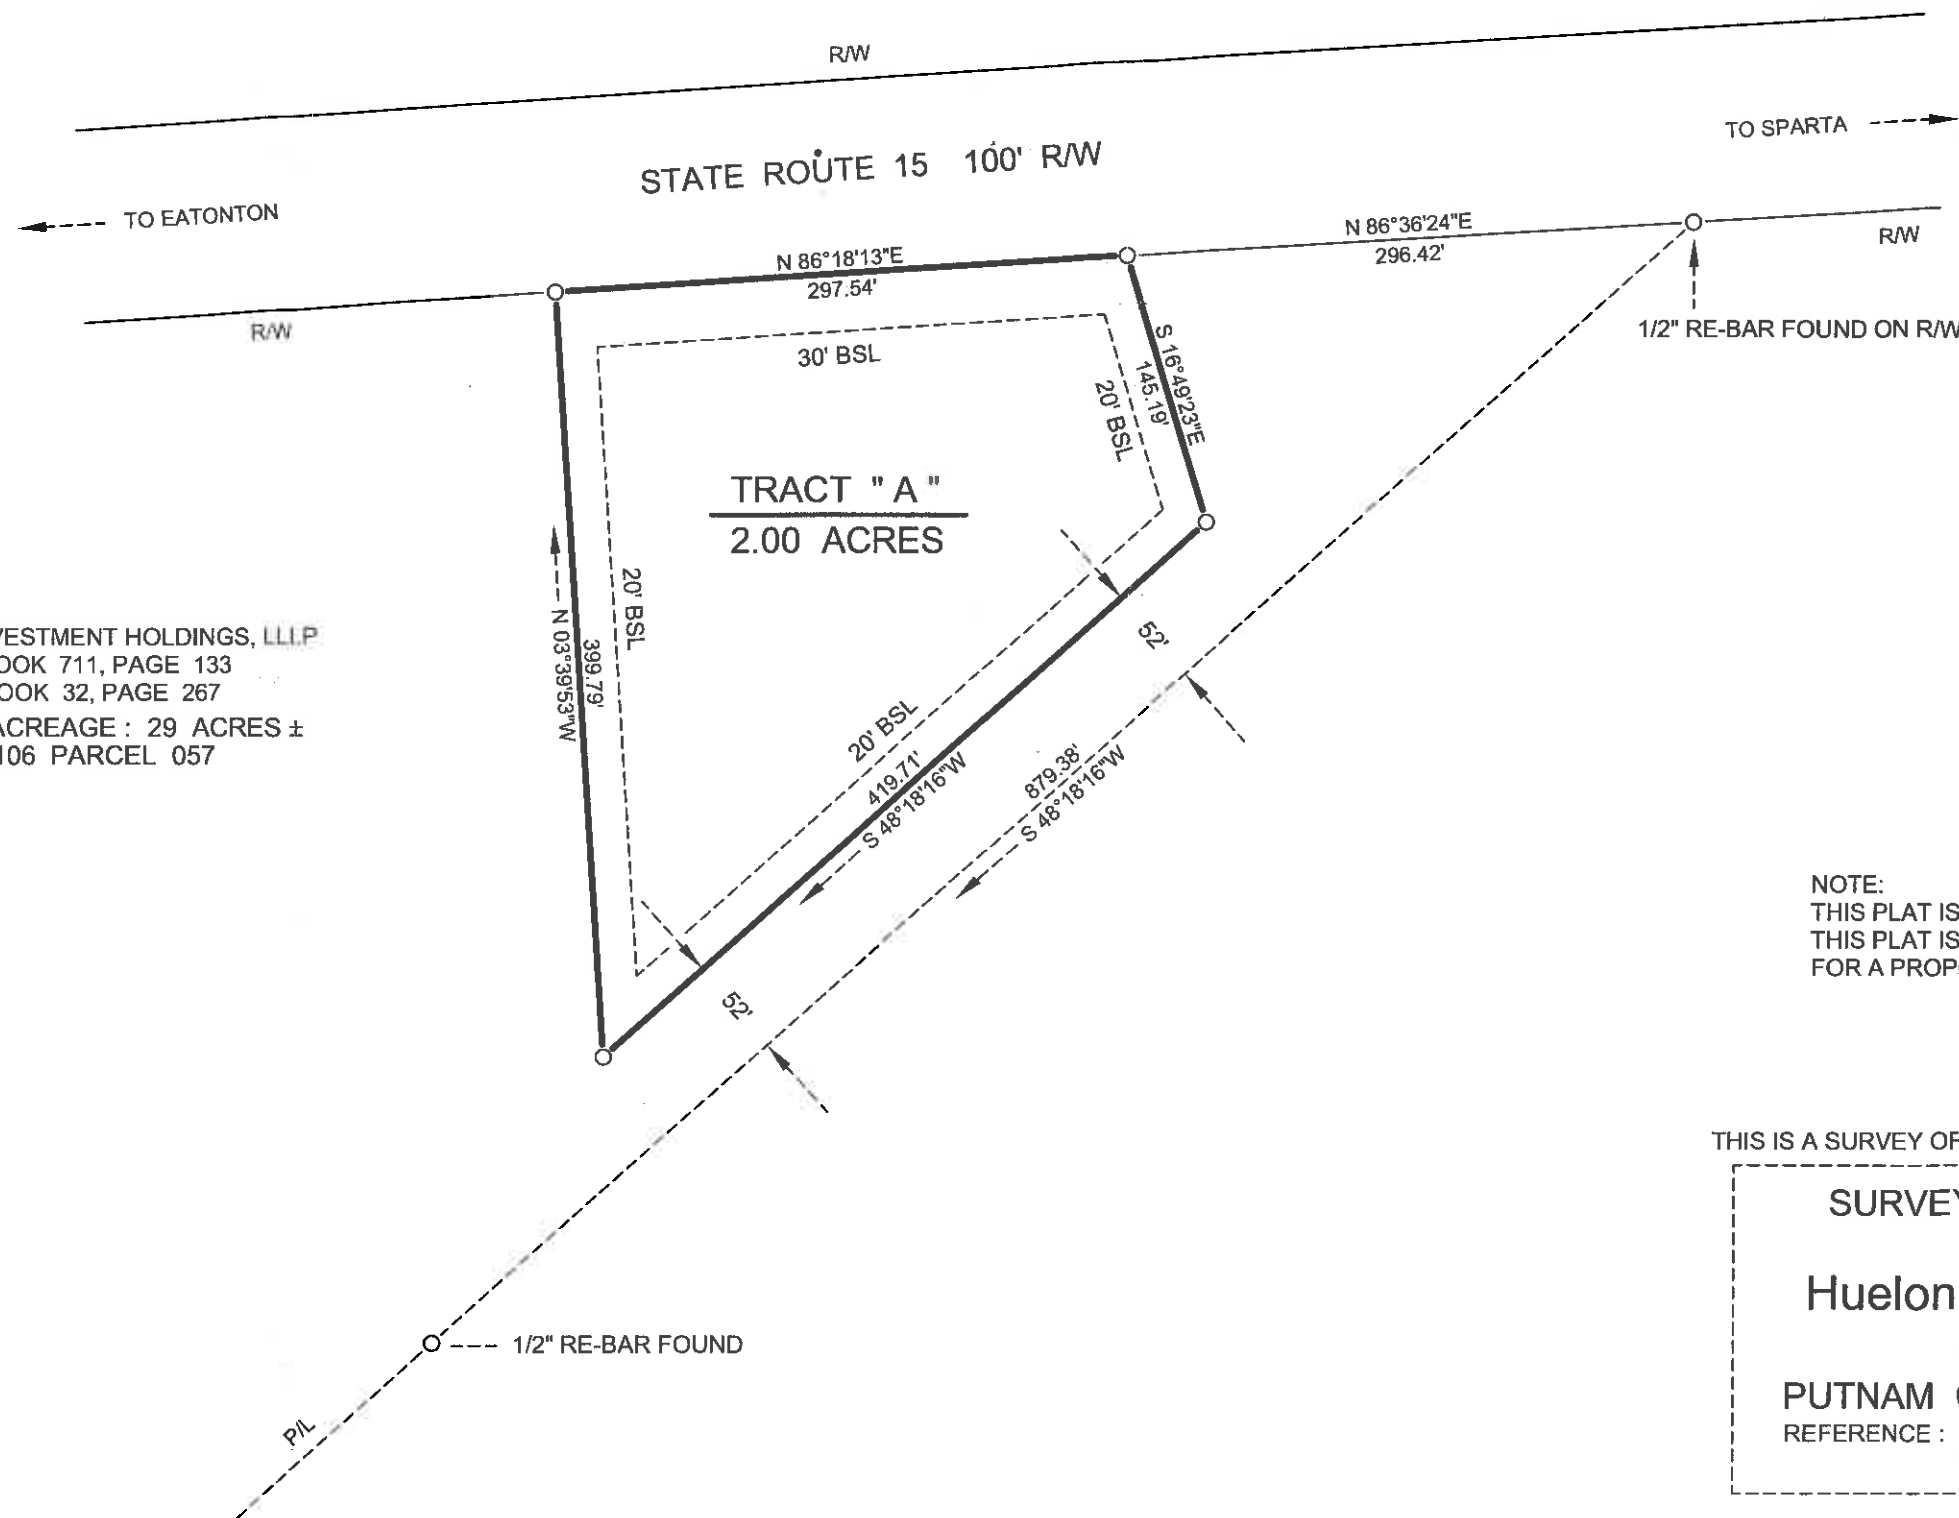 R/W
TO SPARTA
STATE ROUTE 15 100' R/W
TO EATONTON
N 86°36'24"E
296.42'
R/W
N 86°18'13"E
297.54'
R/W
1/2" RE-BAR FOUND ON R/W
30' BSL
S 16°49'23"E
145.19'
20' BSL
TRACT " A "
2.00 ACRES
20' BSL
N 03°39'53"W
399.79'
VESTMENT HOLDINGS, LLLP
OOK 711, PAGE 133
OOK 32, PAGE 267
ACREAGE : 29 ACRES ±
106 PARCEL 057
52'
20' BSL
419.71'
S 48°18'16"W
879.38'
S 48°18'16"W
NOTE:
THIS PLAT IS
THIS PLAT IS
FOR A PROP
52'
THIS IS A SURVEY OF
SURVEY
Huelon
1/2" RE-BAR FOUND
PUTNAM
REFERENCE :
P/L